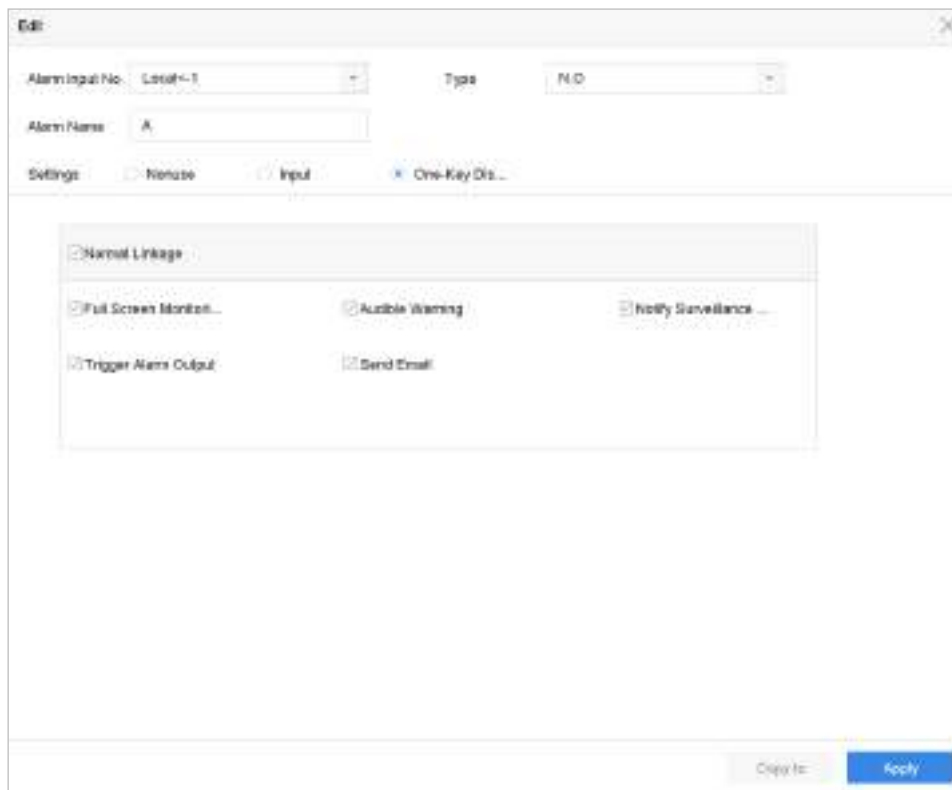 Edit
Alarm Input No. Local<-1 Type N.O
Alarm Name A
Settings Nonuse Input One-Key Dis...
Normal Linkage
Full Screen Monitori... Audible Warning Notify Surveillance ...
Trigger Alarm Output Send Email
Copy to Apply